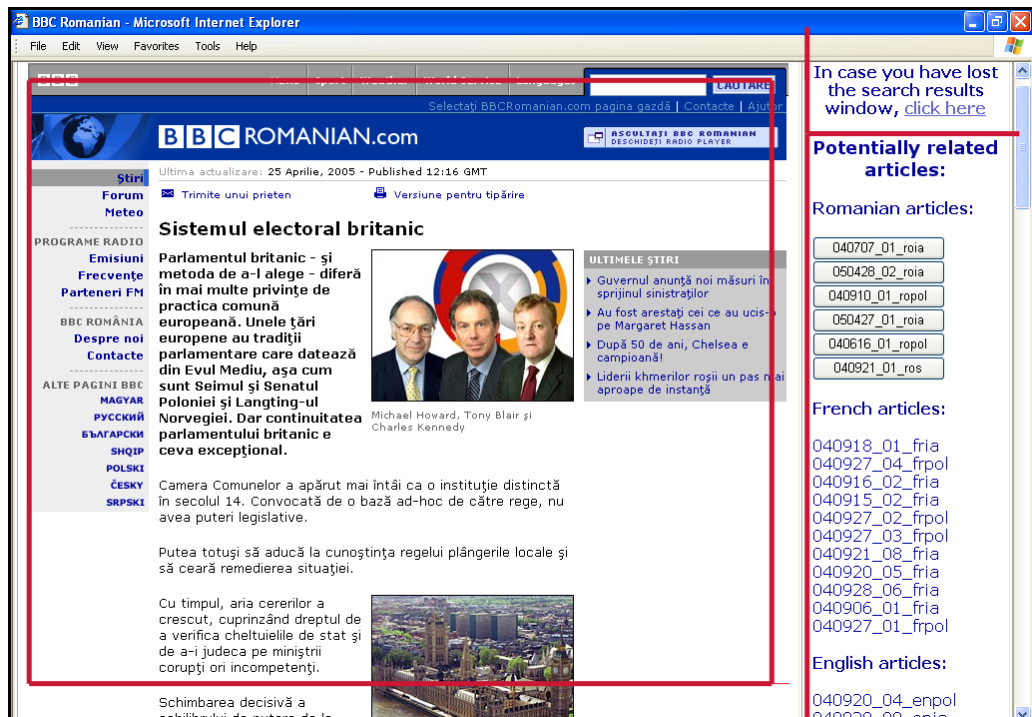 BBC Romanian - Microsoft Internet Explorer
File Edit View Favorites Tools Help
BBC
CAUTARE
Selectaţi BBCRomanian.com pagina gazdă | Contacte | Ajutor
BBC ROMANIAN.com
ASCULTAŢI BBC ROMANIAN
DESCHIDEŢI RADIO PLAYER
Ştiri
Forum
Meteo
PROGRAME RADIO
Emisiuni
Frecvenţe
Parteneri FM
BBC ROMÂNIA
Despre noi
Contacte
ALTE PAGINI BBC
MAGYAR
РУССКИЙ
БЪЛГАРСКИ
SHQIP
POLSKI
ČESKY
SRPSKI
Ultima actualizare: 25 Aprilie, 2005 - Published 12:16 GMT
Trimite unui prieten
Versiune pentru tipărire
Sistemul electoral britanic
Parlamentul britanic - şi
metoda de a-l alege - diferă
în mai multe privinţe de
practica comună
europeană. Unele ţări
europene au tradiţii
parlamentare care datează
din Evul Mediu, aşa cum
sunt Seimul şi Senatul
Poloniei şi Langting-ul
Norvegiei. Dar continuitatea
parlamentului britanic e
ceva excepţional.
Michael Howard, Tony Blair şi
Charles Kennedy
ULTIMELE ŞTIRI
Guvernul anunţă noi măsuri în
sprijinul sinistraţilor
Au fost arestaţi cei ce au ucis-o
pe Margaret Hassan
După 50 de ani, Chelsea e
campioană!
Liderii khmerilor roşii un pas mai
aproape de instanţă
Camera Comunelor a apărut mai întâi ca o instituţie distinctă
în secolul 14. Convocată de o bază ad-hoc de către rege, nu
avea puteri legislative.
Putea totuşi să aducă la cunoştinţa regelui plângerile locale şi
să ceară remedierea situaţiei.
Cu timpul, aria cererilor a
crescut, cuprinzând dreptul de
a verifica cheltuielile de stat şi
de a-i judeca pe miniştrii
corupţi ori incompetenţi.
Schimbarea decisivă a
In case you have lost
the search results
window, click here
Potentially related
articles:
Romanian articles:
040707_01_roia
050428_02_roia
040910_01_ropol
050427_01_roia
040616_01_ropol
040921_01_ros
French articles:
040918_01_fria
040927_04_frpol
040916_02_fria
040915_02_fria
040927_02_frpol
040927_03_frpol
040921_08_fria
040920_05_fria
040928_06_fria
040906_01_fria
040927_01_frpol
English articles:
040920_04_enpol